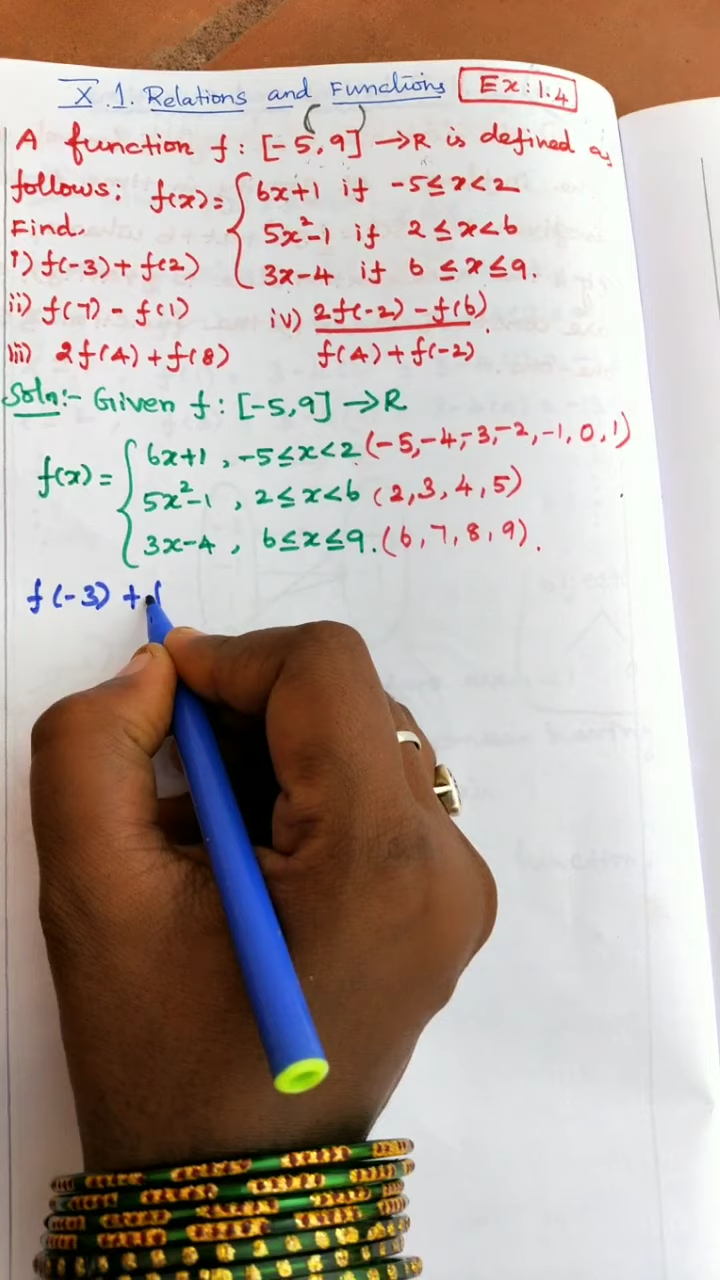 X.1. Relations and Functions Ex:1.4
A function f: [-5,9] →R is defined as
follows: f(x)= { 6x+1 if -5≤x<2
Find. 5x²-1 if 2≤x<6
i) f(-3)+f(2) 3x-4 if 6≤x≤9.
ii) f(7)-f(1) iv) 2f(-2)-f(6)
iii) 2f(4)+f(8) f(4)+f(-2).
Soln:- Given f: [-5,9] →R
f(x)= { 6x+1, -5≤x<2 (-5,-4,-3,-2,-1,0,1)
5x²-1, 2≤x<6 (2,3,4,5)
3x-4, 6≤x≤9. (6,7,8,9).
f(-3) + f